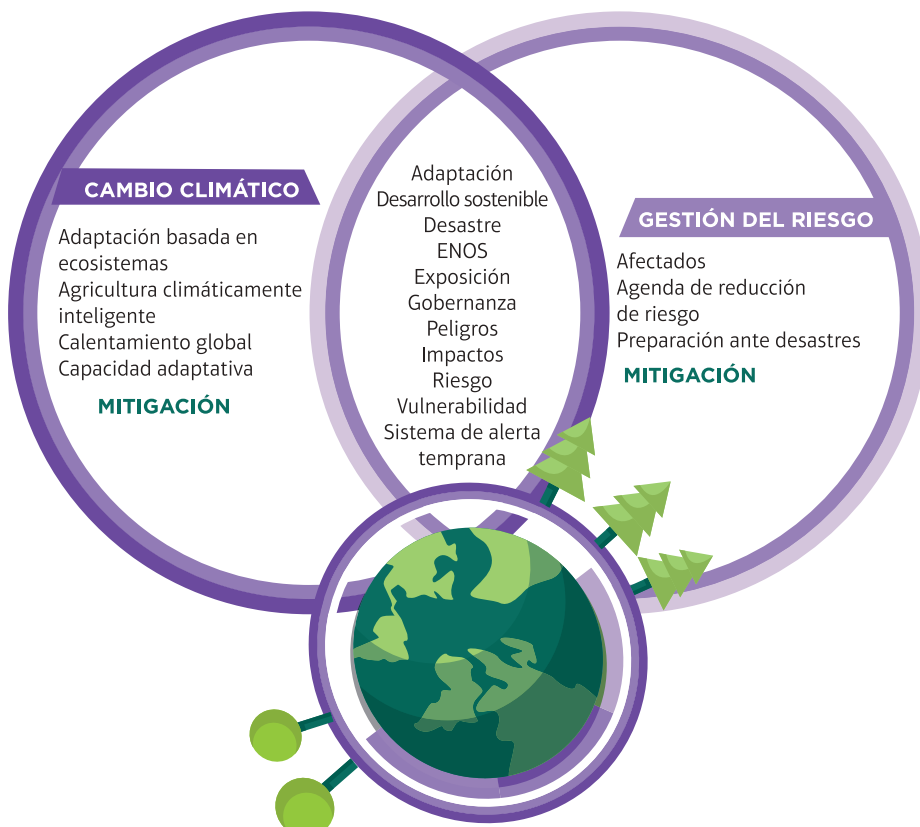 CAMBIO CLIMÁTICO
Adaptación basada en
ecosistemas
Agricultura climáticamente
inteligente
Calentamiento global
Capacidad adaptativa
MITIGACIÓN
Adaptación
Desarrollo sostenible
Desastre
ENOS
Exposición
Gobernanza
Peligros
Impactos
Riesgo
Vulnerabilidad
Sistema de alerta
temprana
GESTIÓN DEL RIESGO
Afectados
Agenda de reducción
de riesgo
Preparación ante desastres
MITIGACIÓN